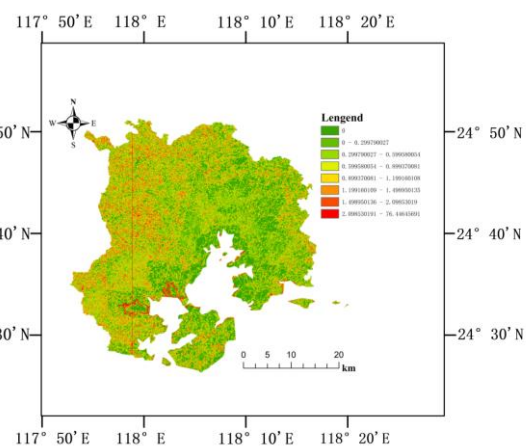 117° 50′E 118° E 118° 10′E 118° 20′E
N
W E
S
Lengend
0
0 - 0.299790027
0.299790027 - 0.599580054
0.599580054 - 0.899370081
0.899370081 - 1.199160108
1.199160109 - 1.498950135
1.498950136 - 2.09853019
2.098530191 - 76.44645691
50′N 24° 50′N
40′N 24° 40′N
30′N 24° 30′N
0 5 10 20
km
117° 50′E 118° E 118° 10′E 118° 20′E